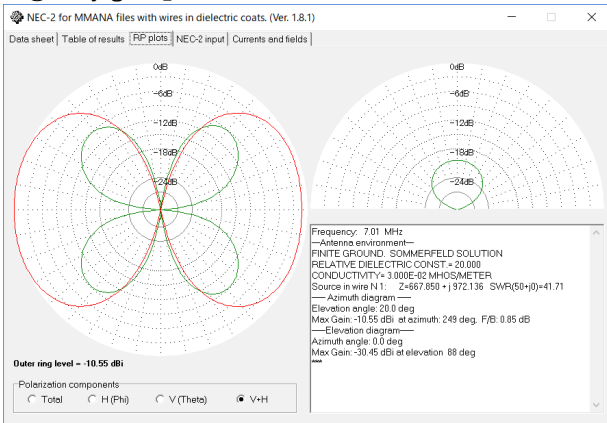 NEC-2 for MMANA files with wires in dielectric coats. (Ver. 1.8.1)
Data sheet Table of results RP plots NEC-2 input Currents and fields
0dB
-6dB
-12dB
-18dB
-24dB
0dB
-6dB
-12dB
-18dB
-24dB
Outer ring level = -10.55 dBi
Polarization components
Total H (Phi) V (Theta) V+H
Frequency: 7.01 MHz
---Antenna environment---
FINITE GROUND. SOMMERFELD SOLUTION
RELATIVE DIELECTRIC CONST.= 20.000
CONDUCTIVITY= 3.000E-02 MHOS/METER
Source in wire N 1: Z=667.850 + j 972.136 SWR(50+j0)=41.71
---- Azimuth diagram ----
Elevation angle: 20.0 deg
Max Gain: -10.55 dBi at azimuth: 249 deg, F/B: 0.85 dB
---Elevation diagram---
Azimuth angle: 0.0 deg
Max Gain: -30.45 dBi at elevation 88 deg
***